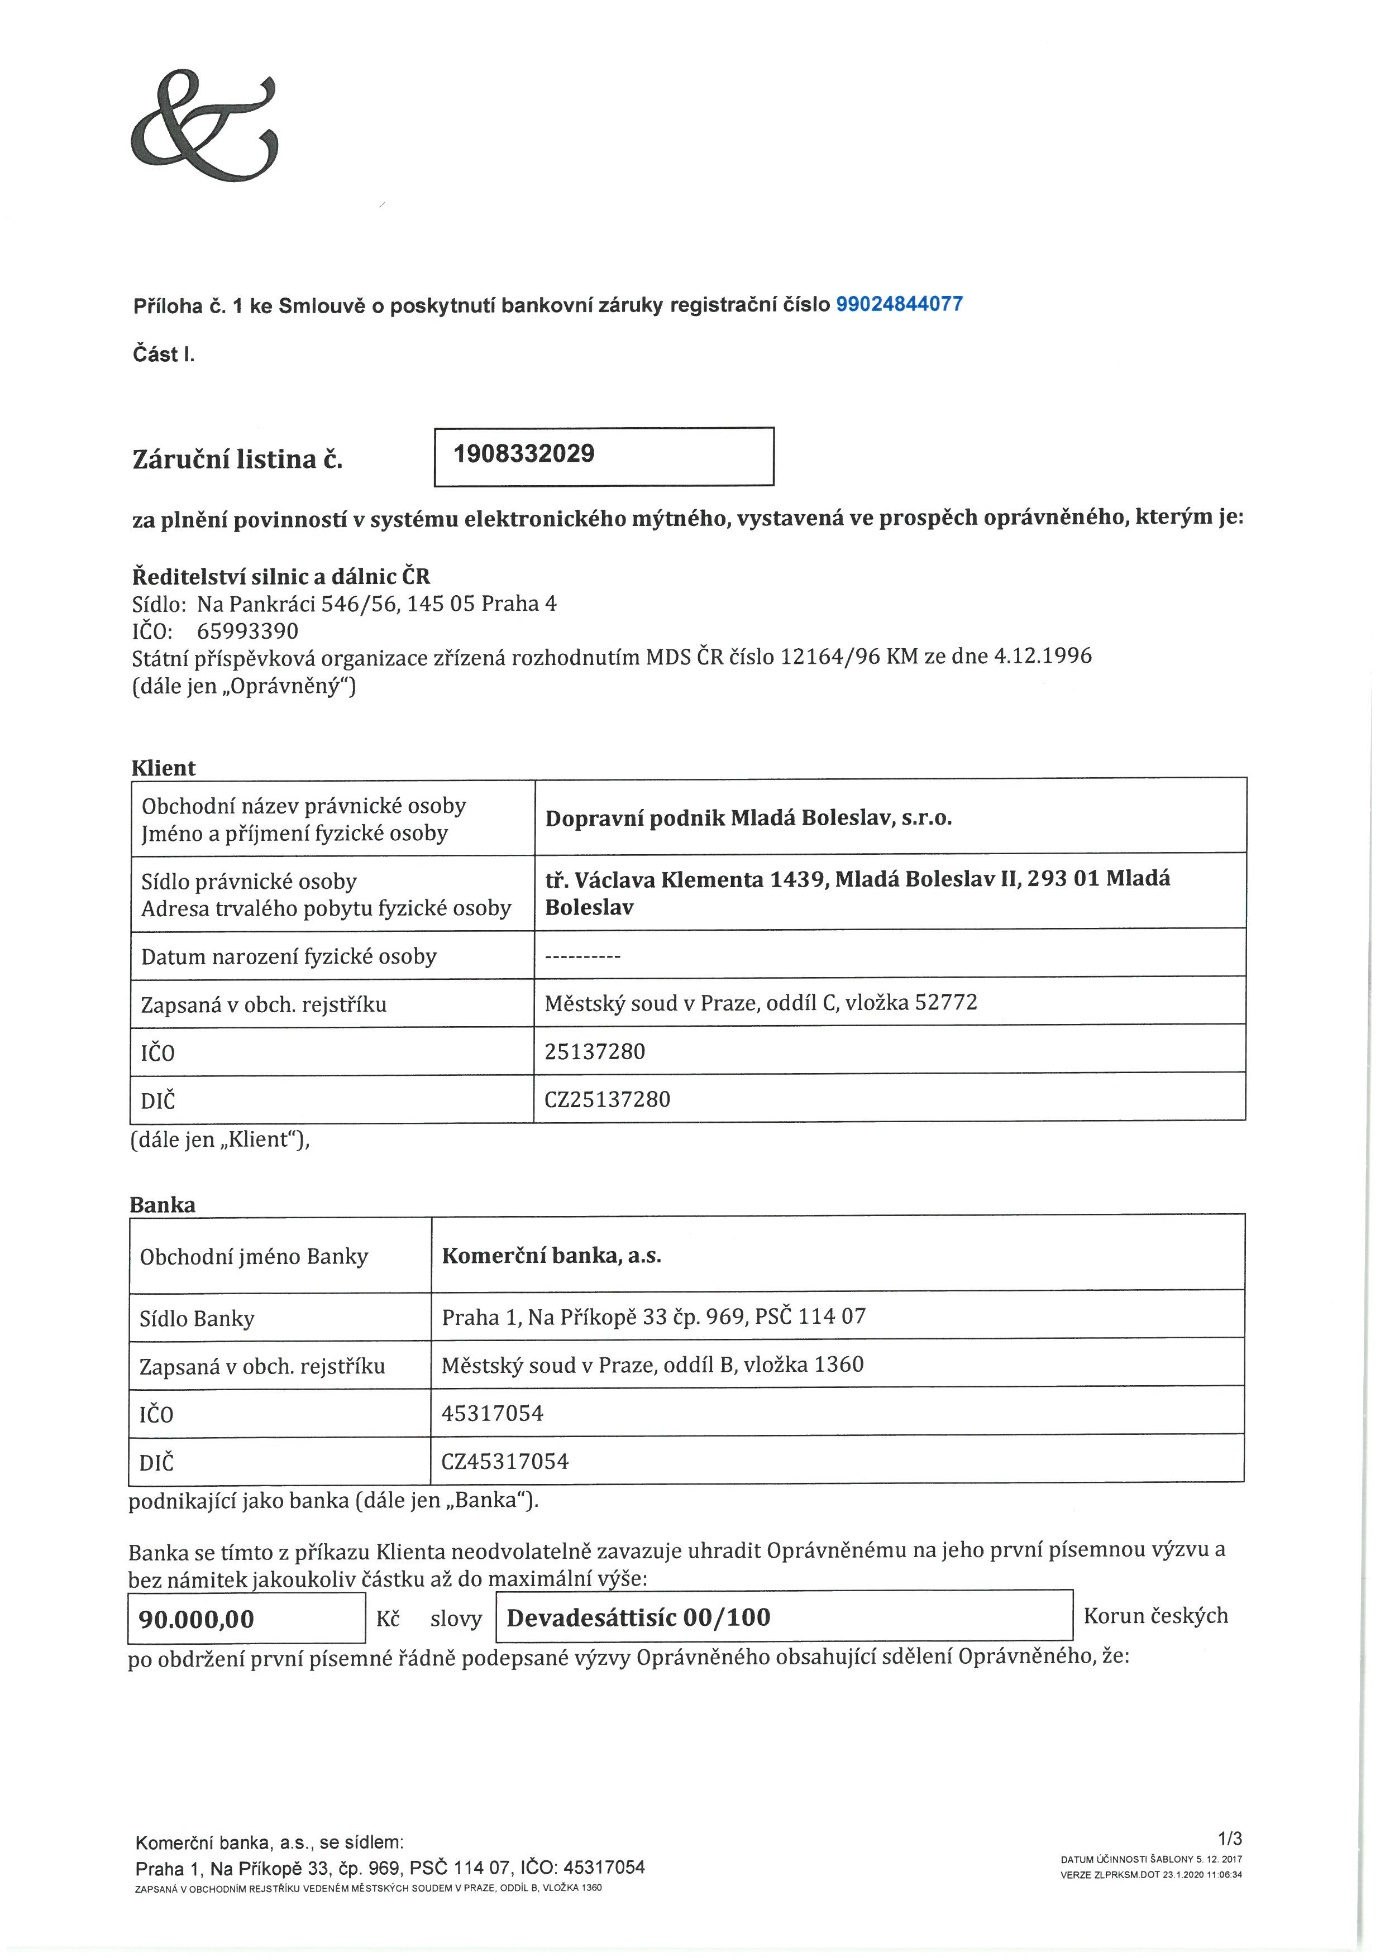 &
Příloha č. 1 ke Smlouvě o poskytnutí bankovní záruky registrační číslo 99024844077
Část I.
Záruční listina č. 1908332029
za plnění povinností v systému elektronického mýtného, vystavená ve prospěch oprávněného, kterým je:
Ředitelství silnic a dálnic ČR
Sídlo: Na Pankráci 546/56, 145 05 Praha 4
IČO: 65993390
Státní příspěvková organizace zřízená rozhodnutím MDS ČR číslo 12164/96 KM ze dne 4.12.1996
(dále jen „Oprávněný“)
Klient
Obchodní název právnické osoby
Jméno a příjmení fyzické osoby
Dopravní podnik Mladá Boleslav, s.r.o.
Sídlo právnické osoby
Adresa trvalého pobytu fyzické osoby
tř. Václava Klementa 1439, Mladá Boleslav II, 293 01 Mladá
Boleslav
Datum narození fyzické osoby ----------
Zapsaná v obch. rejstříku Městský soud v Praze, oddíl C, vložka 52772
IČO 25137280
DIČ CZ25137280
(dále jen „Klient“),
Banka
Obchodní jméno Banky Komerční banka, a.s.
Sídlo Banky Praha 1, Na Příkopě 33 čp. 969, PSČ 114 07
Zapsaná v obch. rejstříku Městský soud v Praze, oddíl B, vložka 1360
IČO 45317054
DIČ CZ45317054
podnikající jako banka (dále jen „Banka“).
Banka se tímto z příkazu Klienta neodvolatelně zavazuje uhradit Oprávněnému na jeho první písemnou výzvu a
bez námitek jakoukoliv částku až do maximální výše:
90.000,00 Kč slovy Devadesáttisíc 00/100 Korun českých
po obdržení první písemné řádně podepsané výzvy Oprávněného obsahující sdělení Oprávněného, že:
Komerční banka, a.s., se sídlem:
Praha 1, Na Příkopě 33, čp. 969, PSČ 114 07, IČO: 45317054
ZAPSANÁ V OBCHODNÍM REJSTŘÍKU VEDENÉM MĚSTSKÝCH SOUDEM V PRAZE, ODDÍL B, VLOŽKA 1360
1/3
DATUM ÚČINNOSTI ŠABLONY 5. 12. 2017
VERZE ZLPRKSM.DOT 23.1.2020 11:06:34